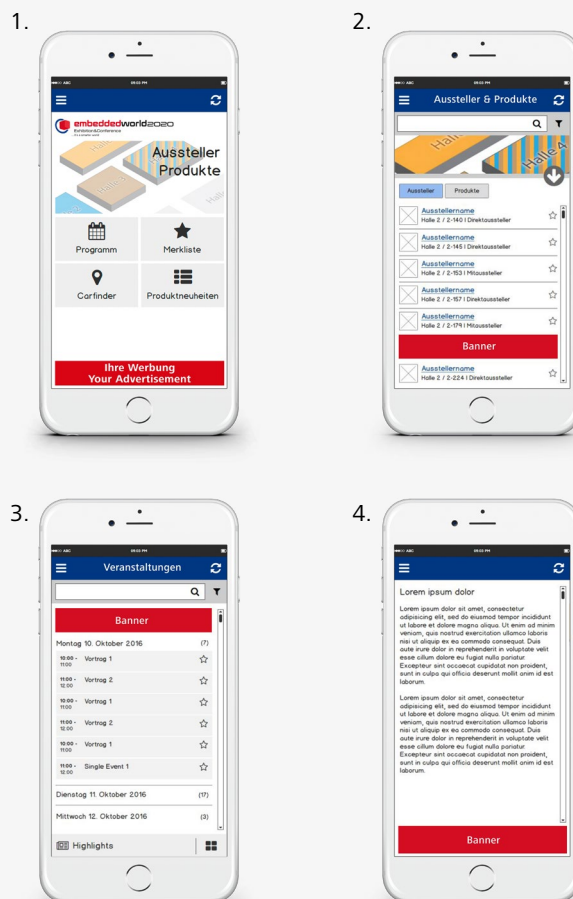 1.
ABC 09:03 PM
embeddedworld2020
Exhibition&Conference
it's a smarter world
Halle
Halle 4
Aussteller
Produkte
Programm
Merkliste
Carfinder
Produktneuheiten
Ihre Werbung
Your Advertisement
2.
ABC 09:03 PM
Aussteller & Produkte
Halle 4
Aussteller
Produkte
Ausstellername
Halle 2 / 2-140 | Direktaussteller
Ausstellername
Halle 2 / 2-145 | Direktaussteller
Ausstellername
Halle 2 / 2-153 | Mitaussteller
Ausstellername
Halle 2 / 2-157 | Direktaussteller
Ausstellername
Halle 2 / 2-179 | Mitaussteller
Banner
Ausstellername
Halle 2 / 2-224 | Direktaussteller
3.
ABC 09:03 PM
Veranstaltungen
Banner
Montag 10. Oktober 2016 (7)
10:00 - Vortrag 1
11:00
11:00 - Vortrag 2
12:00
10:00 - Vortrag 1
11:00
11:00 - Vortrag 2
12:00
10:00 - Vortrag 1
11:00
11:00 - Single Event 1
12:00
Dienstag 11. Oktober 2016 (17)
Mittwoch 12. Oktober 2016 (3)
Highlights
4.
ABC 09:03 PM
Lorem ipsum dolor
Lorem ipsum dolor sit amet, consectetur
adipisicing elit, sed do eiusmod tempor incididunt
ut labore et dolore magna aliqua. Ut enim ad minim
veniam, quis nostrud exercitation ullamco laboris
nisi ut aliquip ex ea commodo consequat. Duis
aute irure dolor in reprehenderit in voluptate velit
esse cillum dolore eu fugiat nulla pariatur.
Excepteur sint occaecat cupidatat non proident,
sunt in culpa qui officia deserunt mollit anim id est
laborum.
Lorem ipsum dolor sit amet, consectetur
adipisicing elit, sed do eiusmod tempor incididunt
ut labore et dolore magna aliqua. Ut enim ad minim
veniam, quis nostrud exercitation ullamco laboris
nisi ut aliquip ex ea commodo consequat. Duis
aute irure dolor in reprehenderit in voluptate velit
esse cillum dolore eu fugiat nulla pariatur.
Excepteur sint occaecat cupidatat non proident,
sunt in culpa qui officia deserunt mollit anim id est
laborum.
Banner